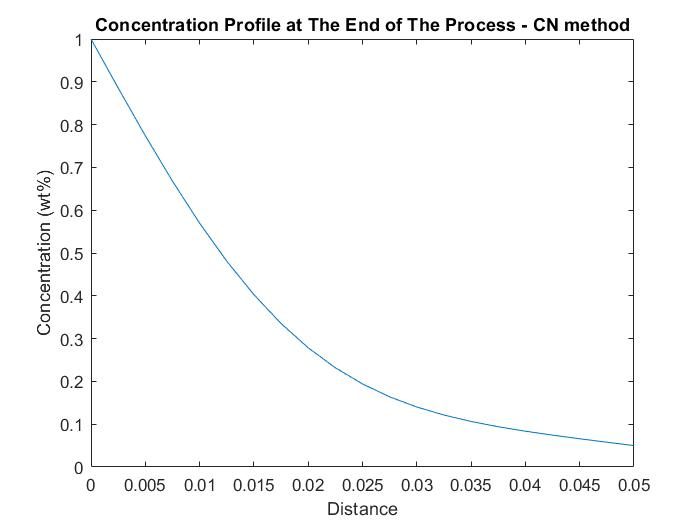 Concentration Profile at The End of The Process - CN method
1
0.9
0.8
0.7
0.6
0.5
0.4
0.3
0.2
0.1
0
Concentration (wt%)
0 0.005 0.01 0.015 0.02 0.025 0.03 0.035 0.04 0.045 0.05
Distance